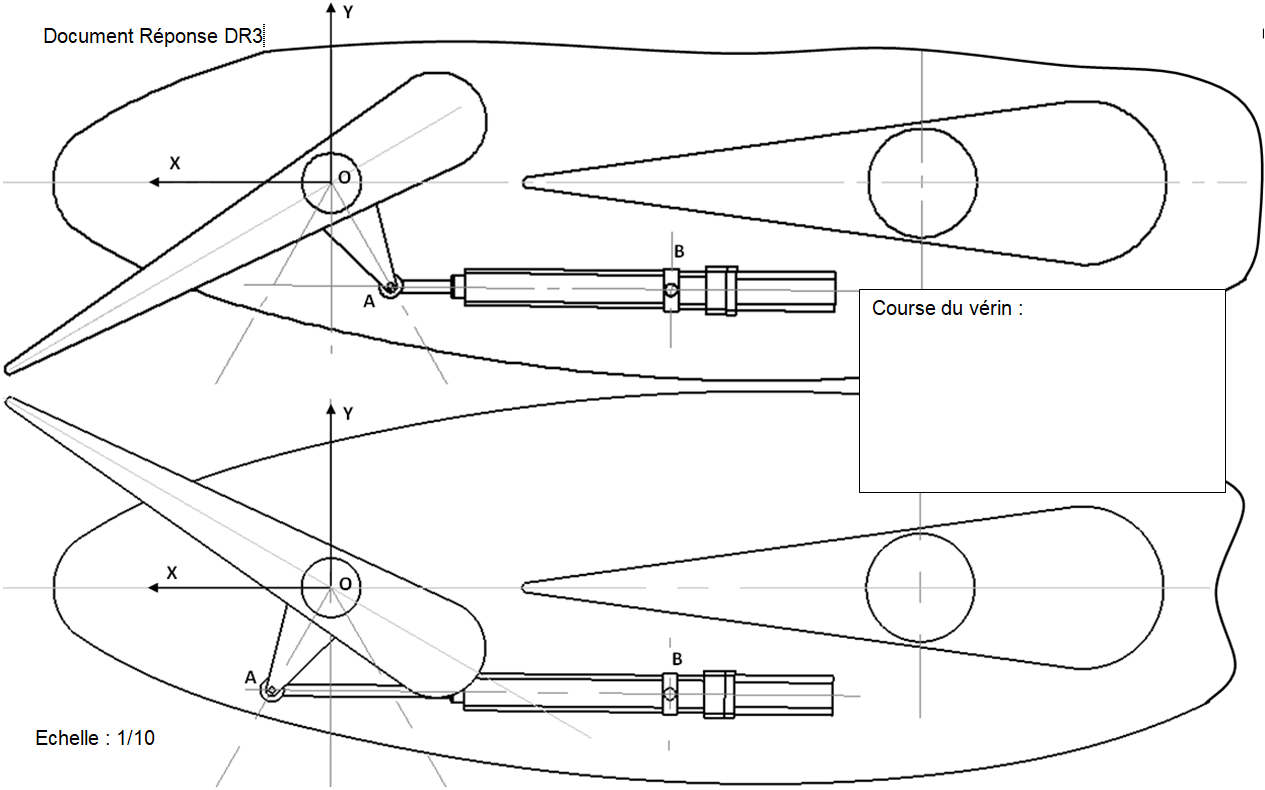 Document Réponse DR3
Y
X
O
B
A
Course du vérin :
Y
X
O
B
A
Echelle : 1/10